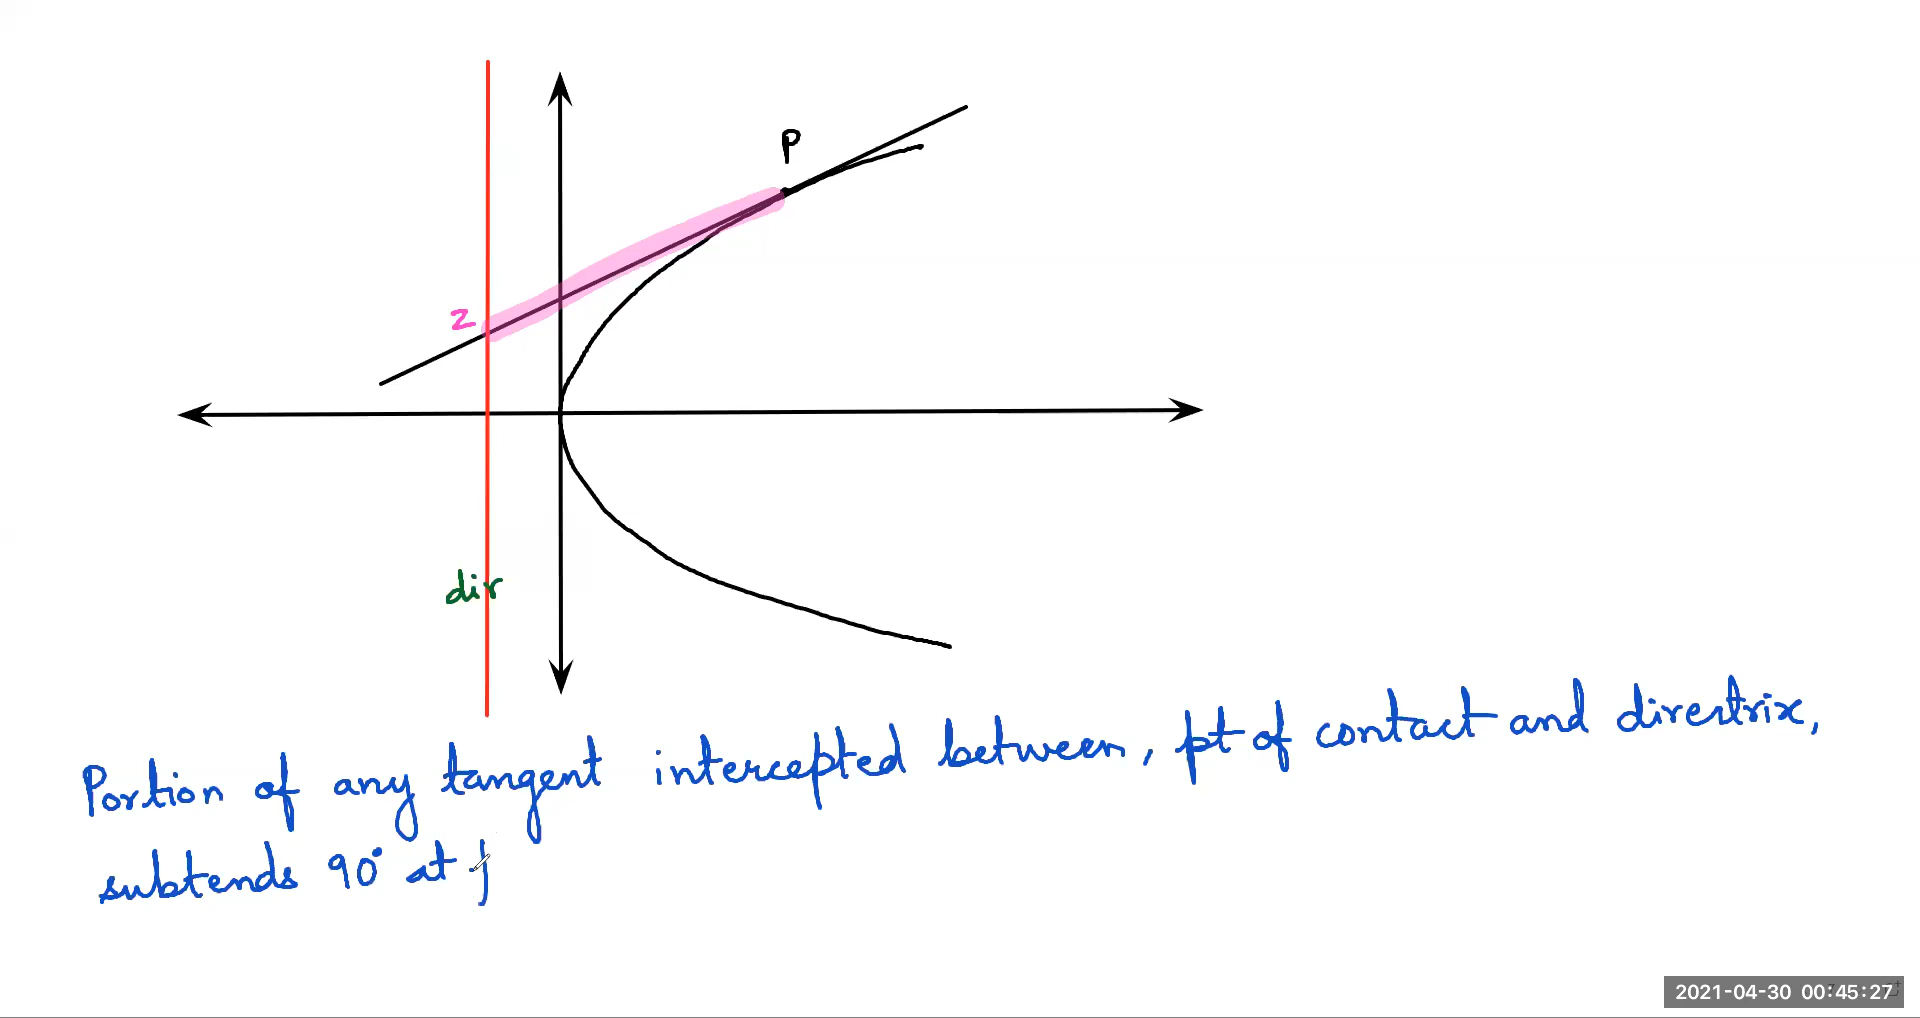 P
Z
dir
Portion of any tangent intercepted between, pt of contact and directrix,
subtends 90° at f
2021-04-30 00:45:27